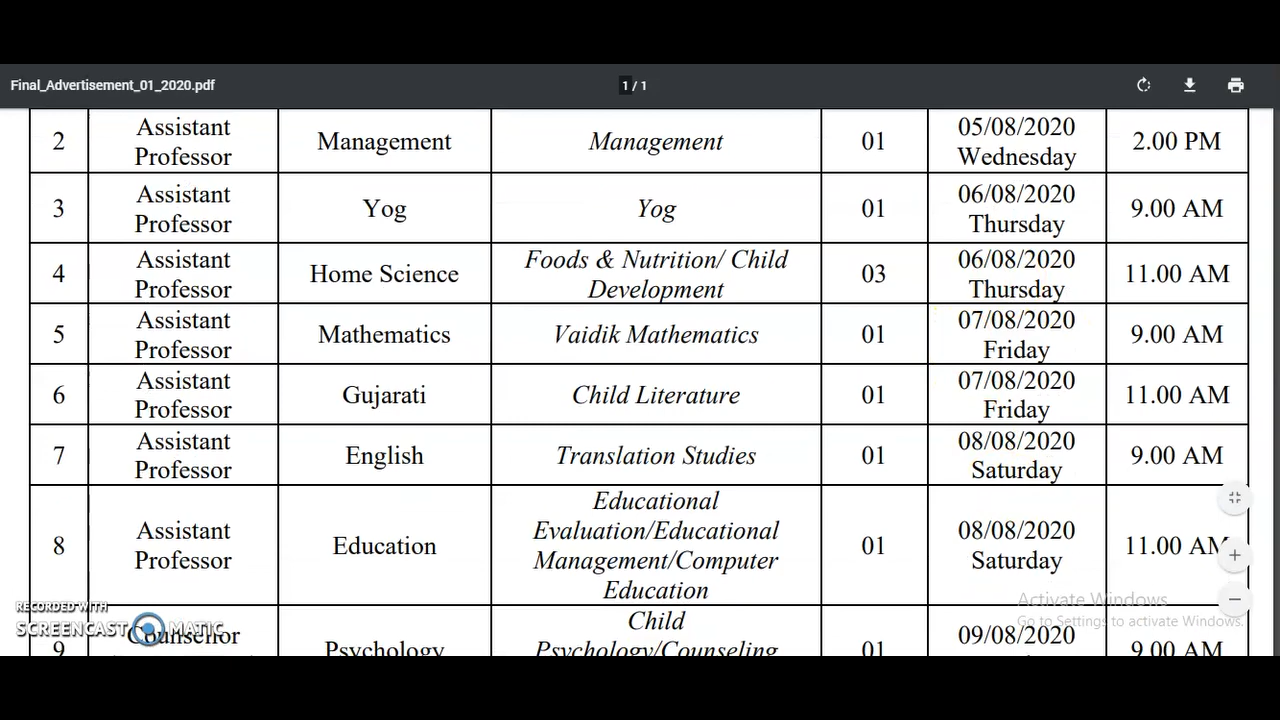 Final_Advertisement_01_2020.pdf
1 / 1
2 Assistant Professor Management Management 01 05/08/2020 Wednesday 2.00 PM
3 Assistant Professor Yog Yog 01 06/08/2020 Thursday 9.00 AM
4 Assistant Professor Home Science Foods & Nutrition/ Child Development 03 06/08/2020 Thursday 11.00 AM
5 Assistant Professor Mathematics Vaidik Mathematics 01 07/08/2020 Friday 9.00 AM
6 Assistant Professor Gujarati Child Literature 01 07/08/2020 Friday 11.00 AM
7 Assistant Professor English Translation Studies 01 08/08/2020 Saturday 9.00 AM
8 Assistant Professor Education Educational Evaluation/Educational Management/Computer Education 01 08/08/2020 Saturday 11.00 AM
9 Counsellor Psychology Child Psychology/Counseling 01 09/08/2020 9.00 AM
RECORDED WITH
SCREENCAST MATIC
Activate Windows
Go to Settings to activate Windows.